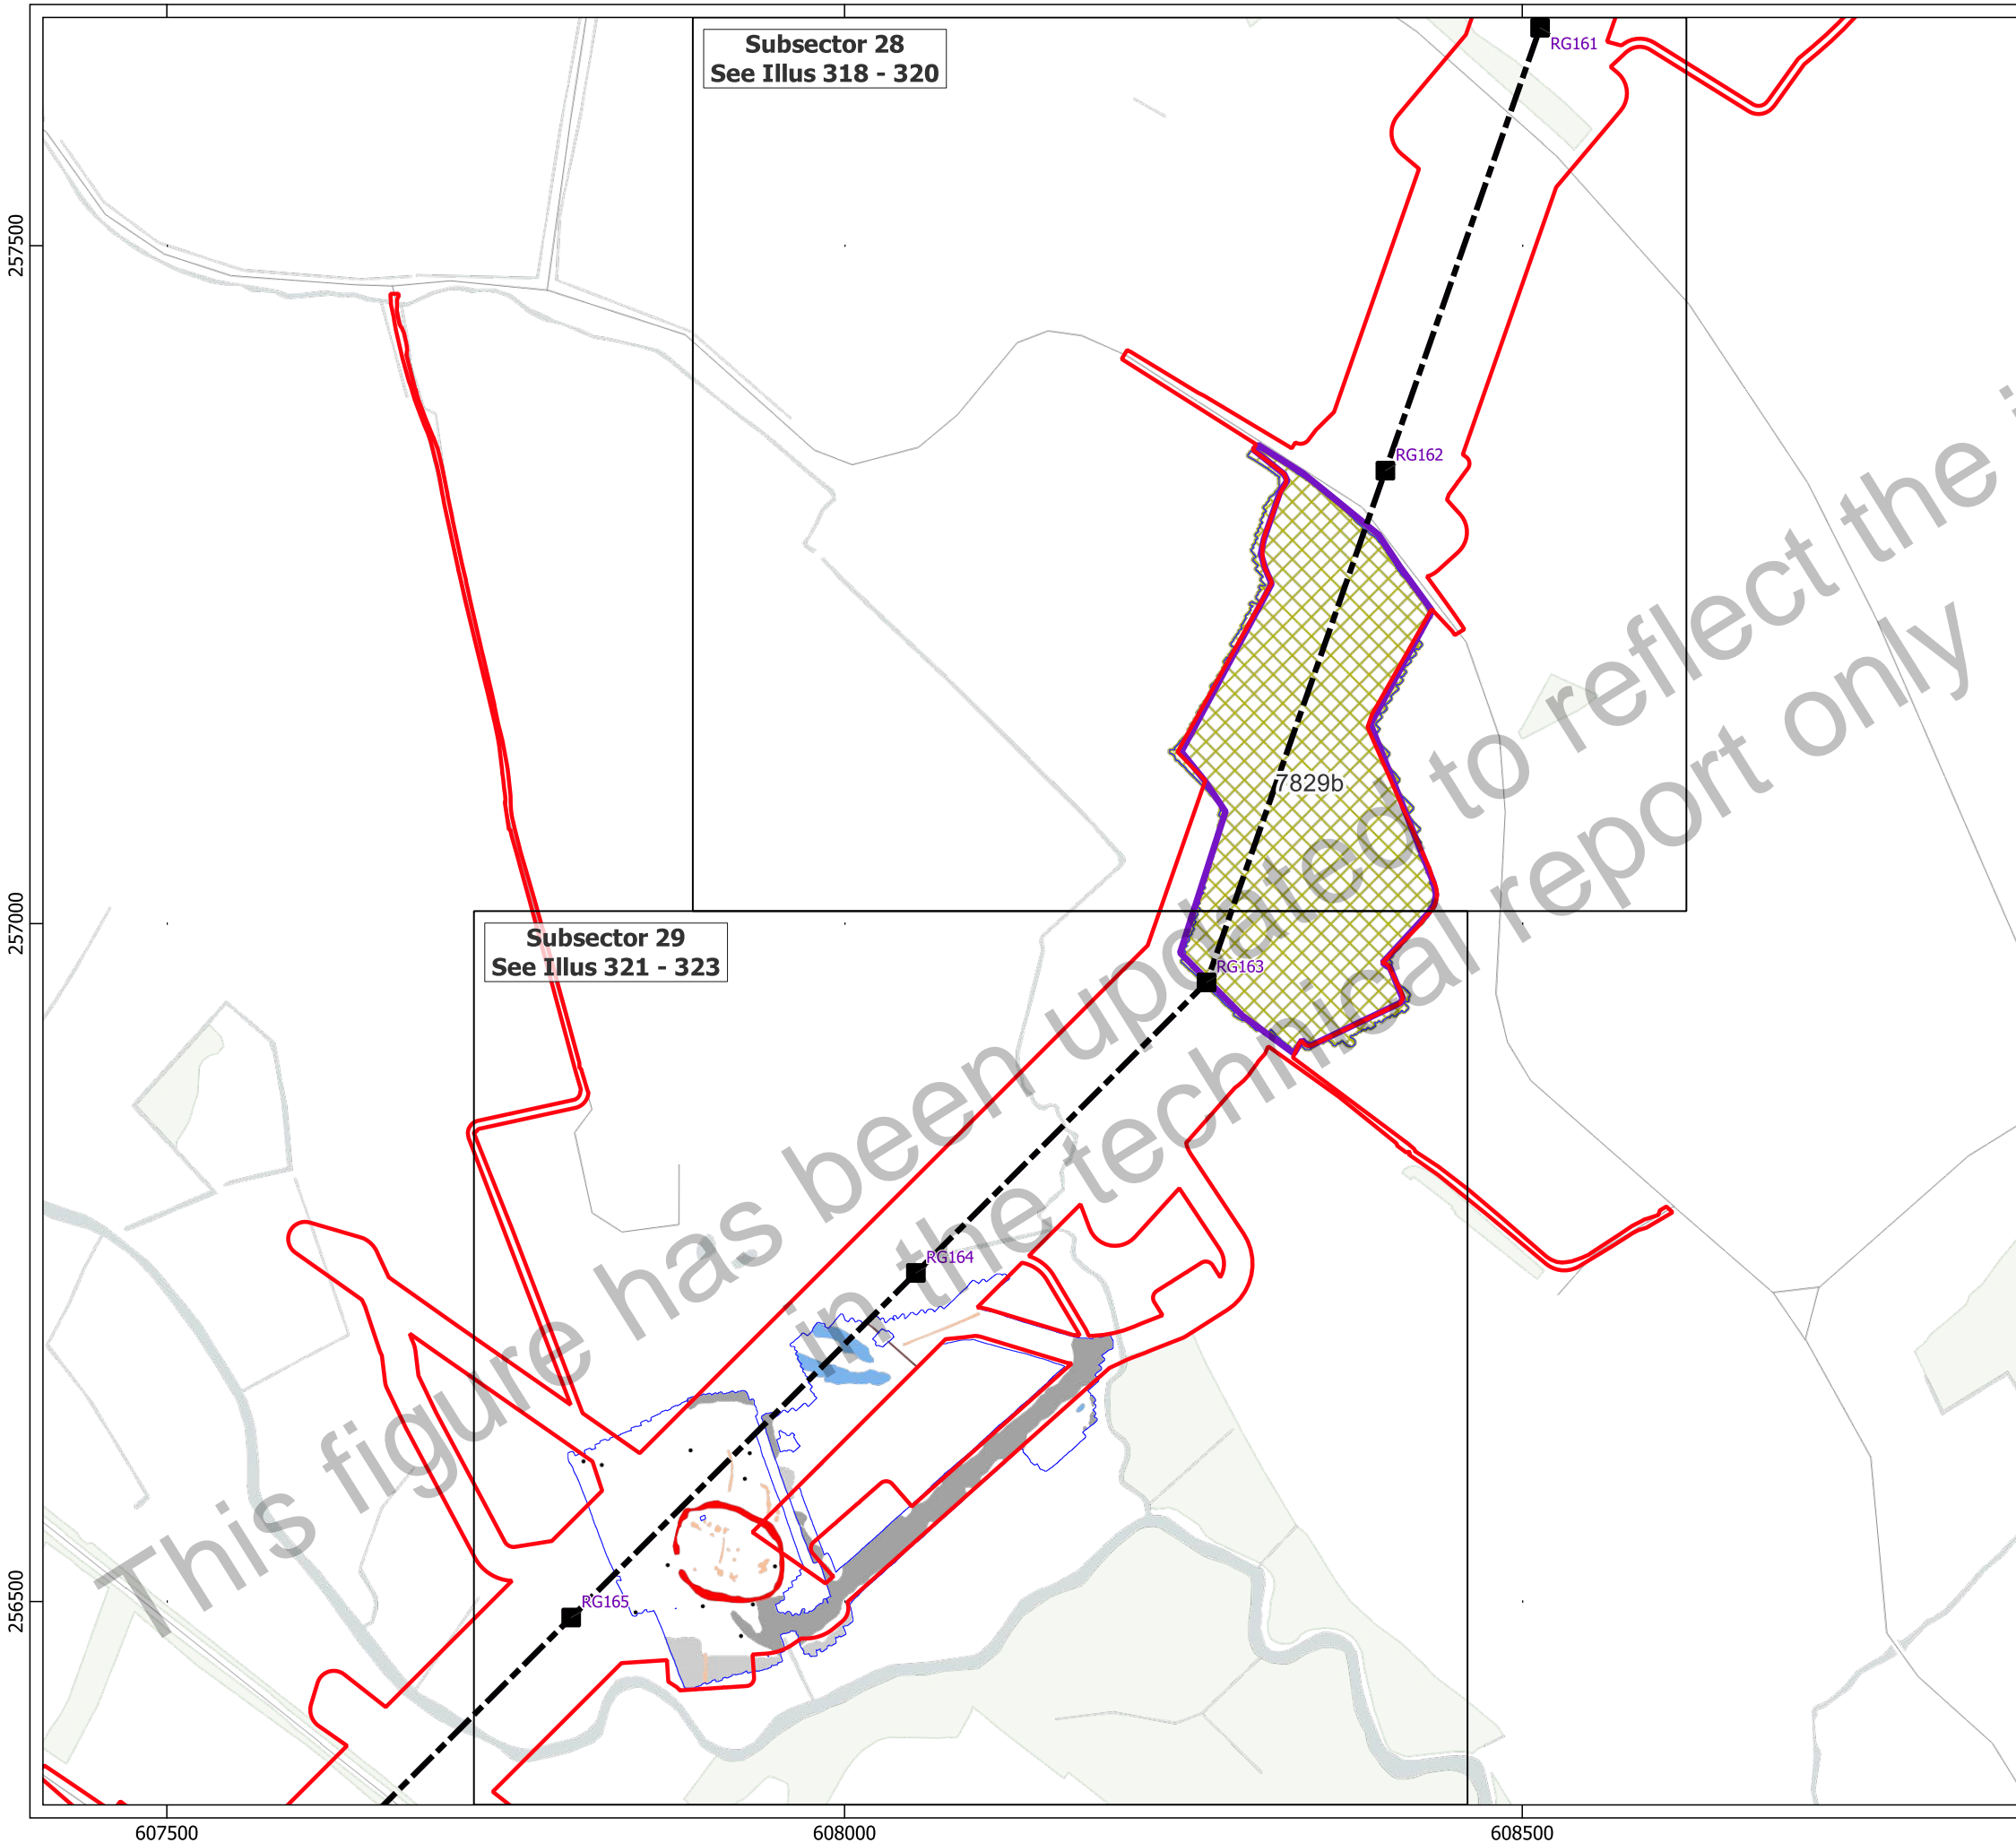 Subsector 28
See Illus 318 - 320
RG161
257500
RG162
7829b
257000
Subsector 29
See Illus 321 - 323
RG163
RG164
RG165
256500
607500
608000
608500
This figure has been updated to reflect the
in the technical report only